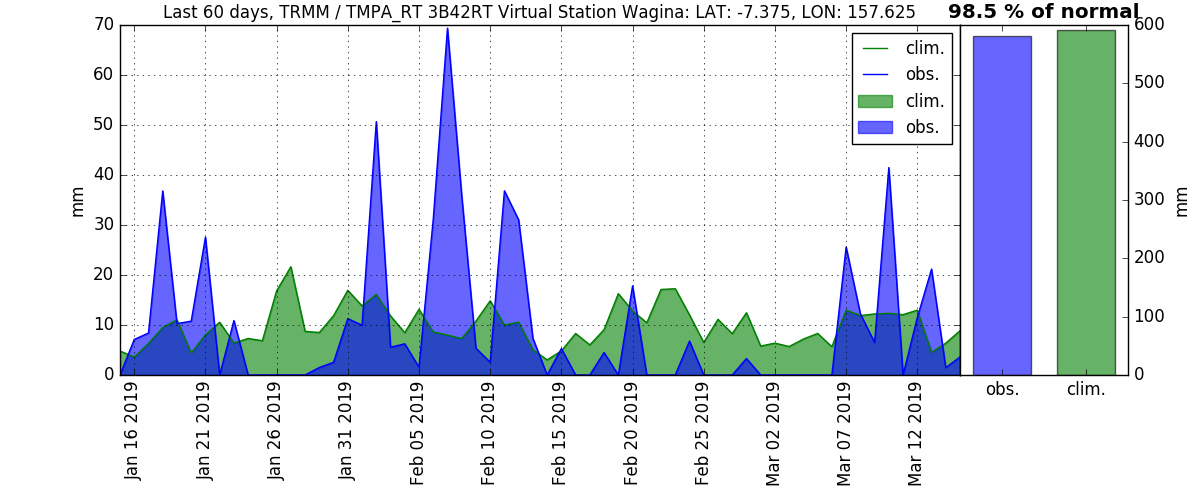 Last 60 days, TRMM / TMPA_RT 3B42RT Virtual Station Wagina: LAT: -7.375, LON: 157.625
98.5 % of normal
70
60
50
40
30
20
10
0
mm
clim.
obs.
clim.
obs.
Jan 16 2019
Jan 21 2019
Jan 26 2019
Jan 31 2019
Feb 05 2019
Feb 10 2019
Feb 15 2019
Feb 20 2019
Feb 25 2019
Mar 02 2019
Mar 07 2019
Mar 12 2019
600
500
400
300
200
100
0
mm
obs.
clim.